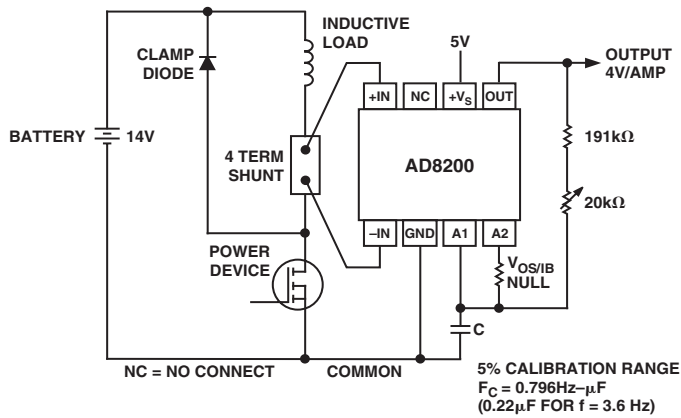 INDUCTIVE
LOAD
CLAMP
DIODE
5V
OUTPUT
4V/AMP
+IN
NC
+VS
OUT
BATTERY
14V
4 TERM
SHUNT
AD8200
191kΩ
20kΩ
–IN
GND
A1
A2
POWER
DEVICE
VOS/IB
NULL
C
NC = NO CONNECT
COMMON
5% CALIBRATION RANGE
FC = 0.796Hz–μF
(0.22μF FOR f = 3.6 Hz)